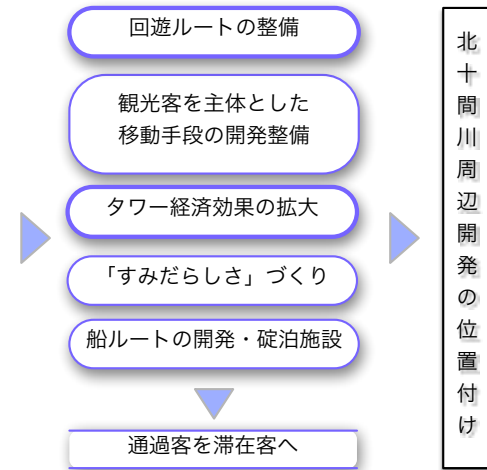 回遊ルートの整備
観光客を主体とした
移動手段の開発整備
タワー経済効果の拡大
「すみだらしさ」づくり
船ルートの開発・碇泊施設
通過客を滞在客へ
北十間川周辺開発の位置付け